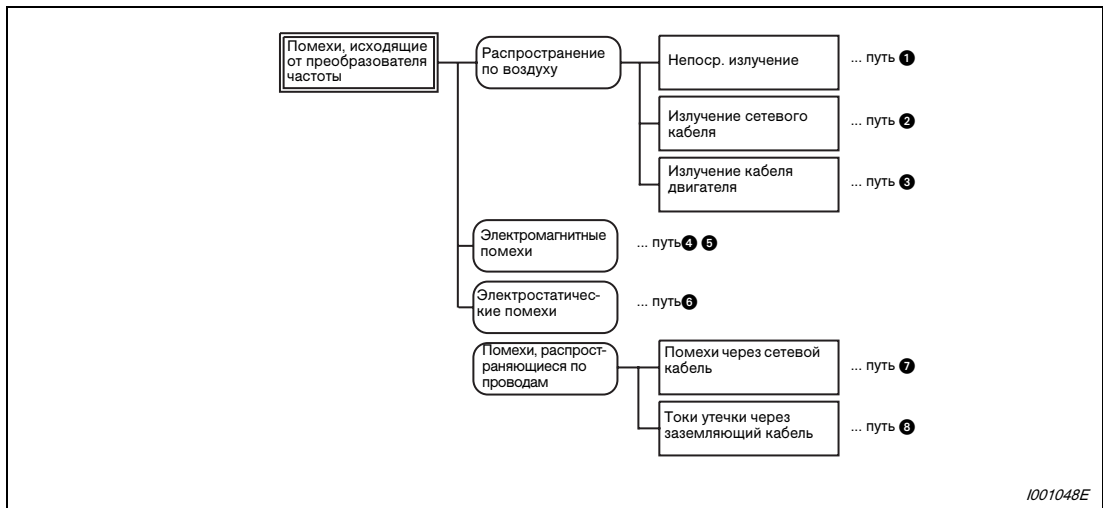 Помехи, исходящие
от преобразователя
частоты
Распространение
по воздуху
Непоср. излучение
... путь ❶
Излучение сетевого
кабеля
... путь ❷
Излучение кабеля
двигателя
... путь ❸
Электромагнитные
помехи
... путь❹ ❺
Электростатичес-
кие помехи
... путь❻
Помехи, распрост-
раняющиеся по
проводам
Помехи через сетевой
кабель
... путь ❼
Токи утечки через
заземляющий кабель
... путь ❽
I001048E